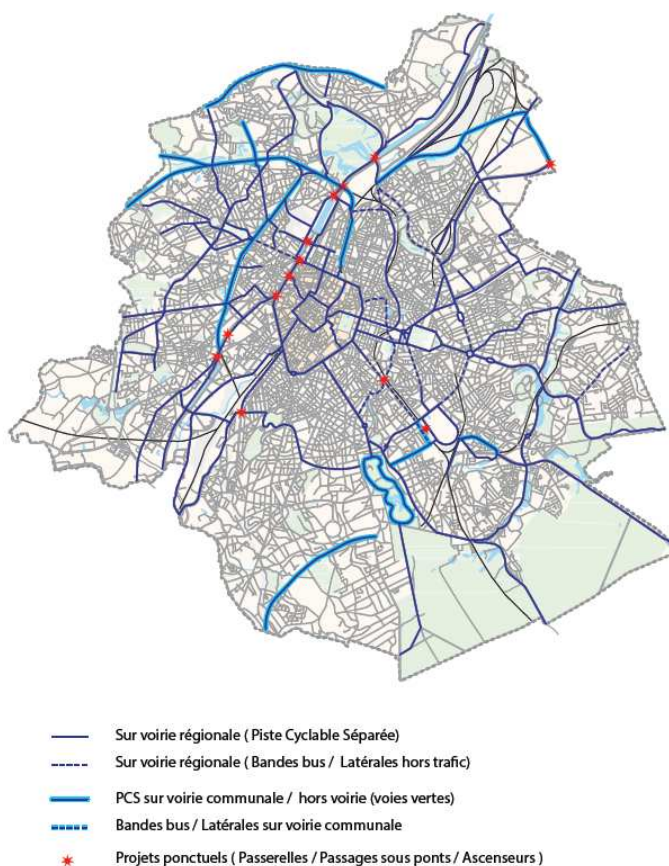 Sur voirie régionale ( Piste Cyclable Séparée)
Sur voirie régionale ( Bandes bus / Latérales hors trafic)
PCS sur voirie communale / hors voirie (voies vertes)
Bandes bus / Latérales sur voirie communale
Projets ponctuels ( Passerelles / Passages sous ponts / Ascenseurs )